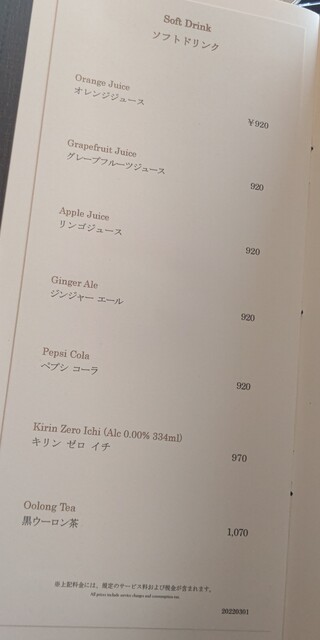 Soft Drink
ソフトドリンク
Orange Juice
オレンジジュース
¥920
Grapefruit Juice
グレープフルーツジュース
920
Apple Juice
リンゴジュース
920
Ginger Ale
ジンジャー エール
920
Pepsi Cola
ペプシ コーラ
920
Kirin Zero Ichi (Alc 0.00% 334ml)
キリン ゼロ イチ
970
Oolong Tea
黒ウーロン茶
1,070
※上記料金には、規定のサービス料および税金が含まれます。
All prices include service charges and consumption tax.
20220301